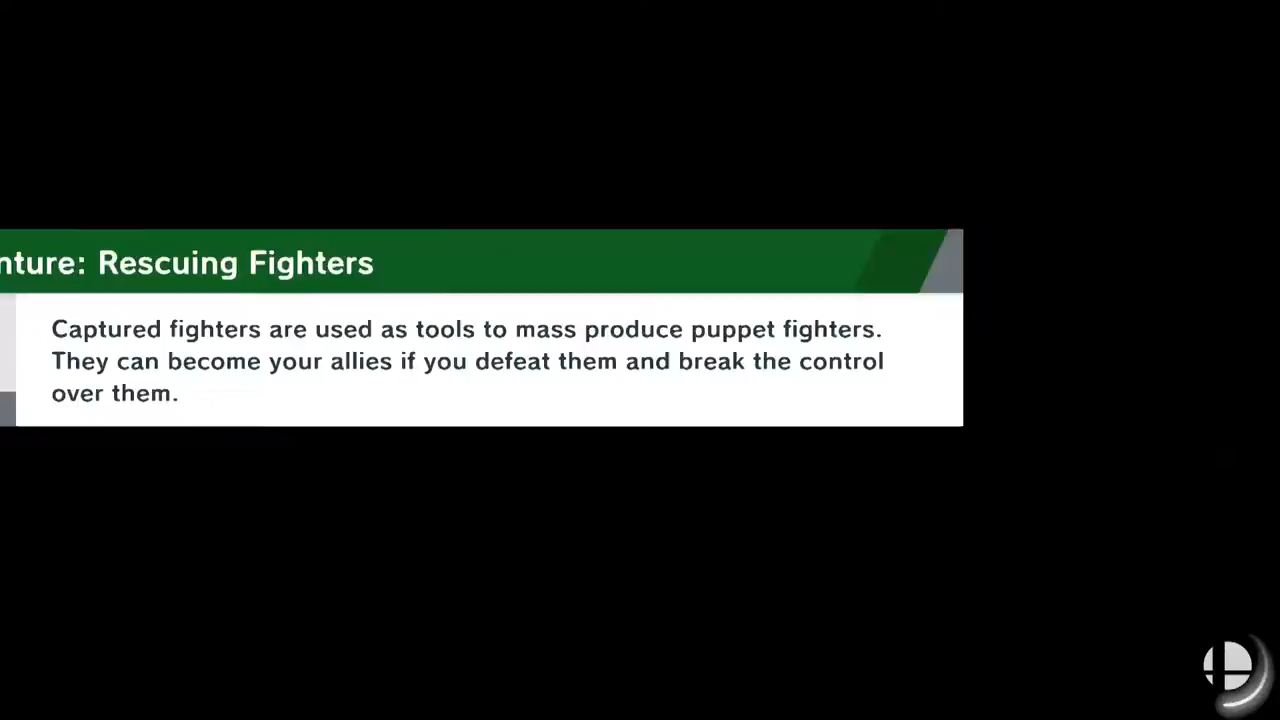 nture: Rescuing Fighters
Captured fighters are used as tools to mass produce puppet fighters.
They can become your allies if you defeat them and break the control
over them.